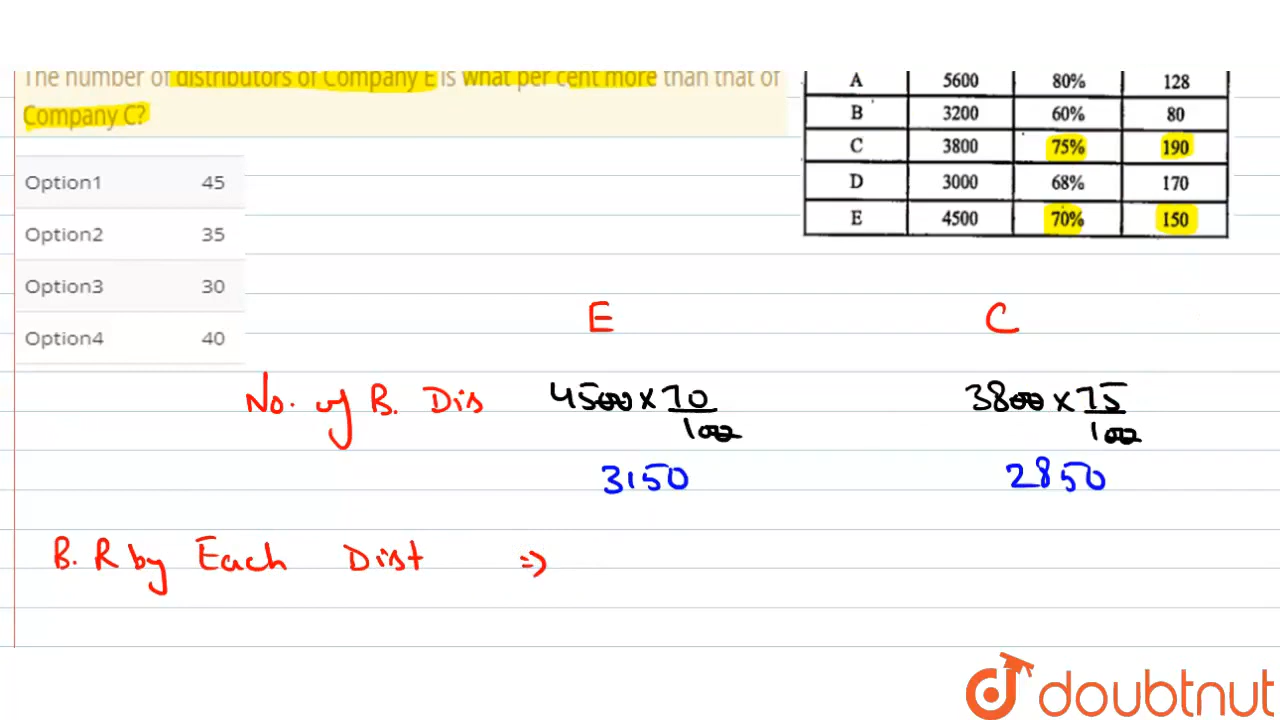 The number of distributors of Company E is what per cent more than that of
Company C?
A 5600 80% 128
B 3200 60% 80
C 3800 75% 190
D 3000 68% 170
E 4500 70% 150
Option1 45
Option2 35
Option3 30
Option4 40
E C
No. of B. Dis 4500 × 70/100 3800 × 75/100
3150 2850
B. R by Each Dist ⇒
doubtnut